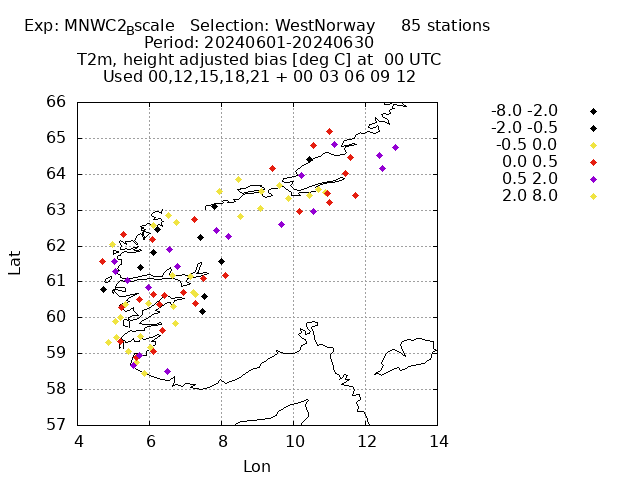 Exp: MNWC2Bscale Selection: WestNorway 85 stations
Period: 20240601-20240630
T2m, height adjusted bias [deg C] at 00 UTC
Used 00,12,15,18,21 + 00 03 06 09 12
66
65
64
63
62
61
60
59
58
57
4 6 8 10 12 14
Lat
Lon
-8.0 -2.0
-2.0 -0.5
-0.5 0.0
0.0 0.5
0.5 2.0
2.0 8.0